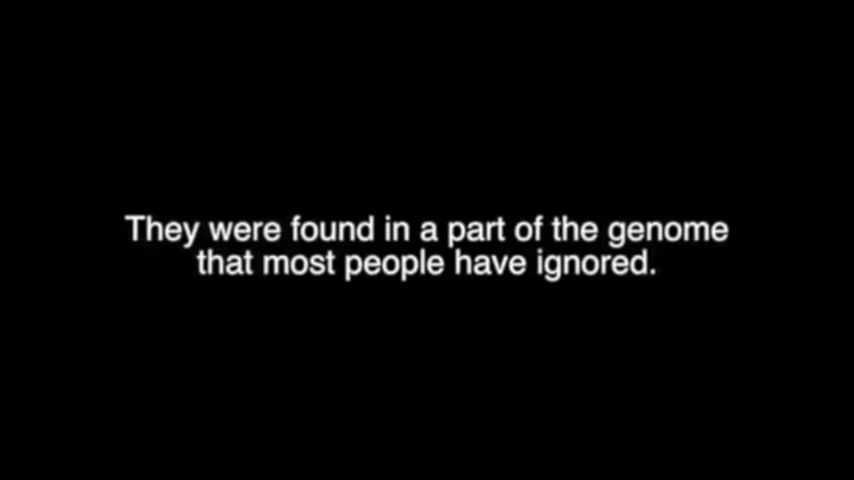 They were found in a part of the genome
that most people have ignored.